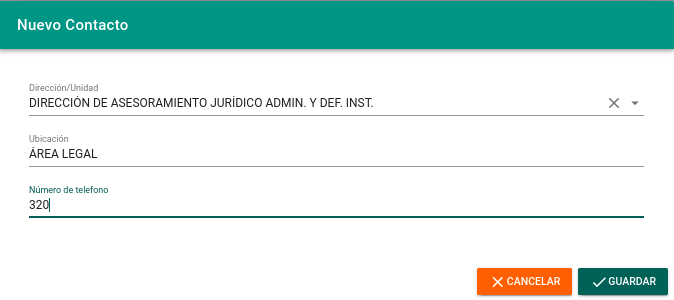 Nuevo Contacto
Dirección/Unidad
DIRECCIÓN DE ASESORAMIENTO JURÍDICO ADMIN. Y DEF. INST.
Ubicación
ÁREA LEGAL
Número de telefono
320
CANCELAR GUARDAR